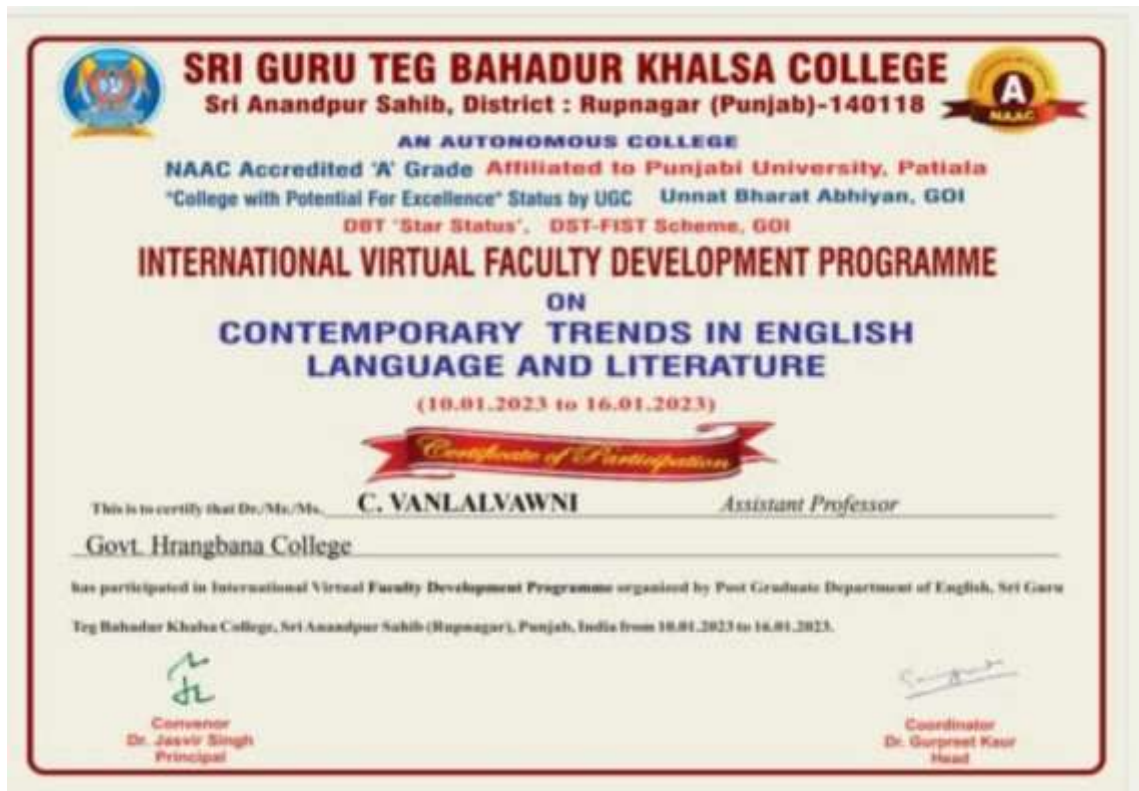 SRI GURU TEG BAHADUR KHALSA COLLEGE
Sri Anandpur Sahib, District : Rupnagar (Punjab)-140118
A
NAAC
AN AUTONOMOUS COLLEGE
NAAC Accredited 'A' Grade Affiliated to Punjabi University, Patiala
"College with Potential For Excellence" Status by UGC Unnat Bharat Abhiyan, GOI
DBT 'Star Status', DST-FIST Scheme, GOI
INTERNATIONAL VIRTUAL FACULTY DEVELOPMENT PROGRAMME
ON
CONTEMPORARY TRENDS IN ENGLISH
LANGUAGE AND LITERATURE
(10.01.2023 to 16.01.2023)
Certificate of Participation
This is to certify that Dr./Mr./Ms. C. VANLALVAWNI Assistant Professor
Govt. Hrangbana College
has participated in International Virtual Faculty Development Programme organized by Post Graduate Department of English, Sri Guru
Teg Bahadur Khalsa College, Sri Anandpur Sahib (Rupnagar), Punjab, India from 10.01.2023 to 16.01.2023.
Convenor
Dr. Jasvir Singh
Principal
Coordinator
Dr. Gurpreet Kaur
Head